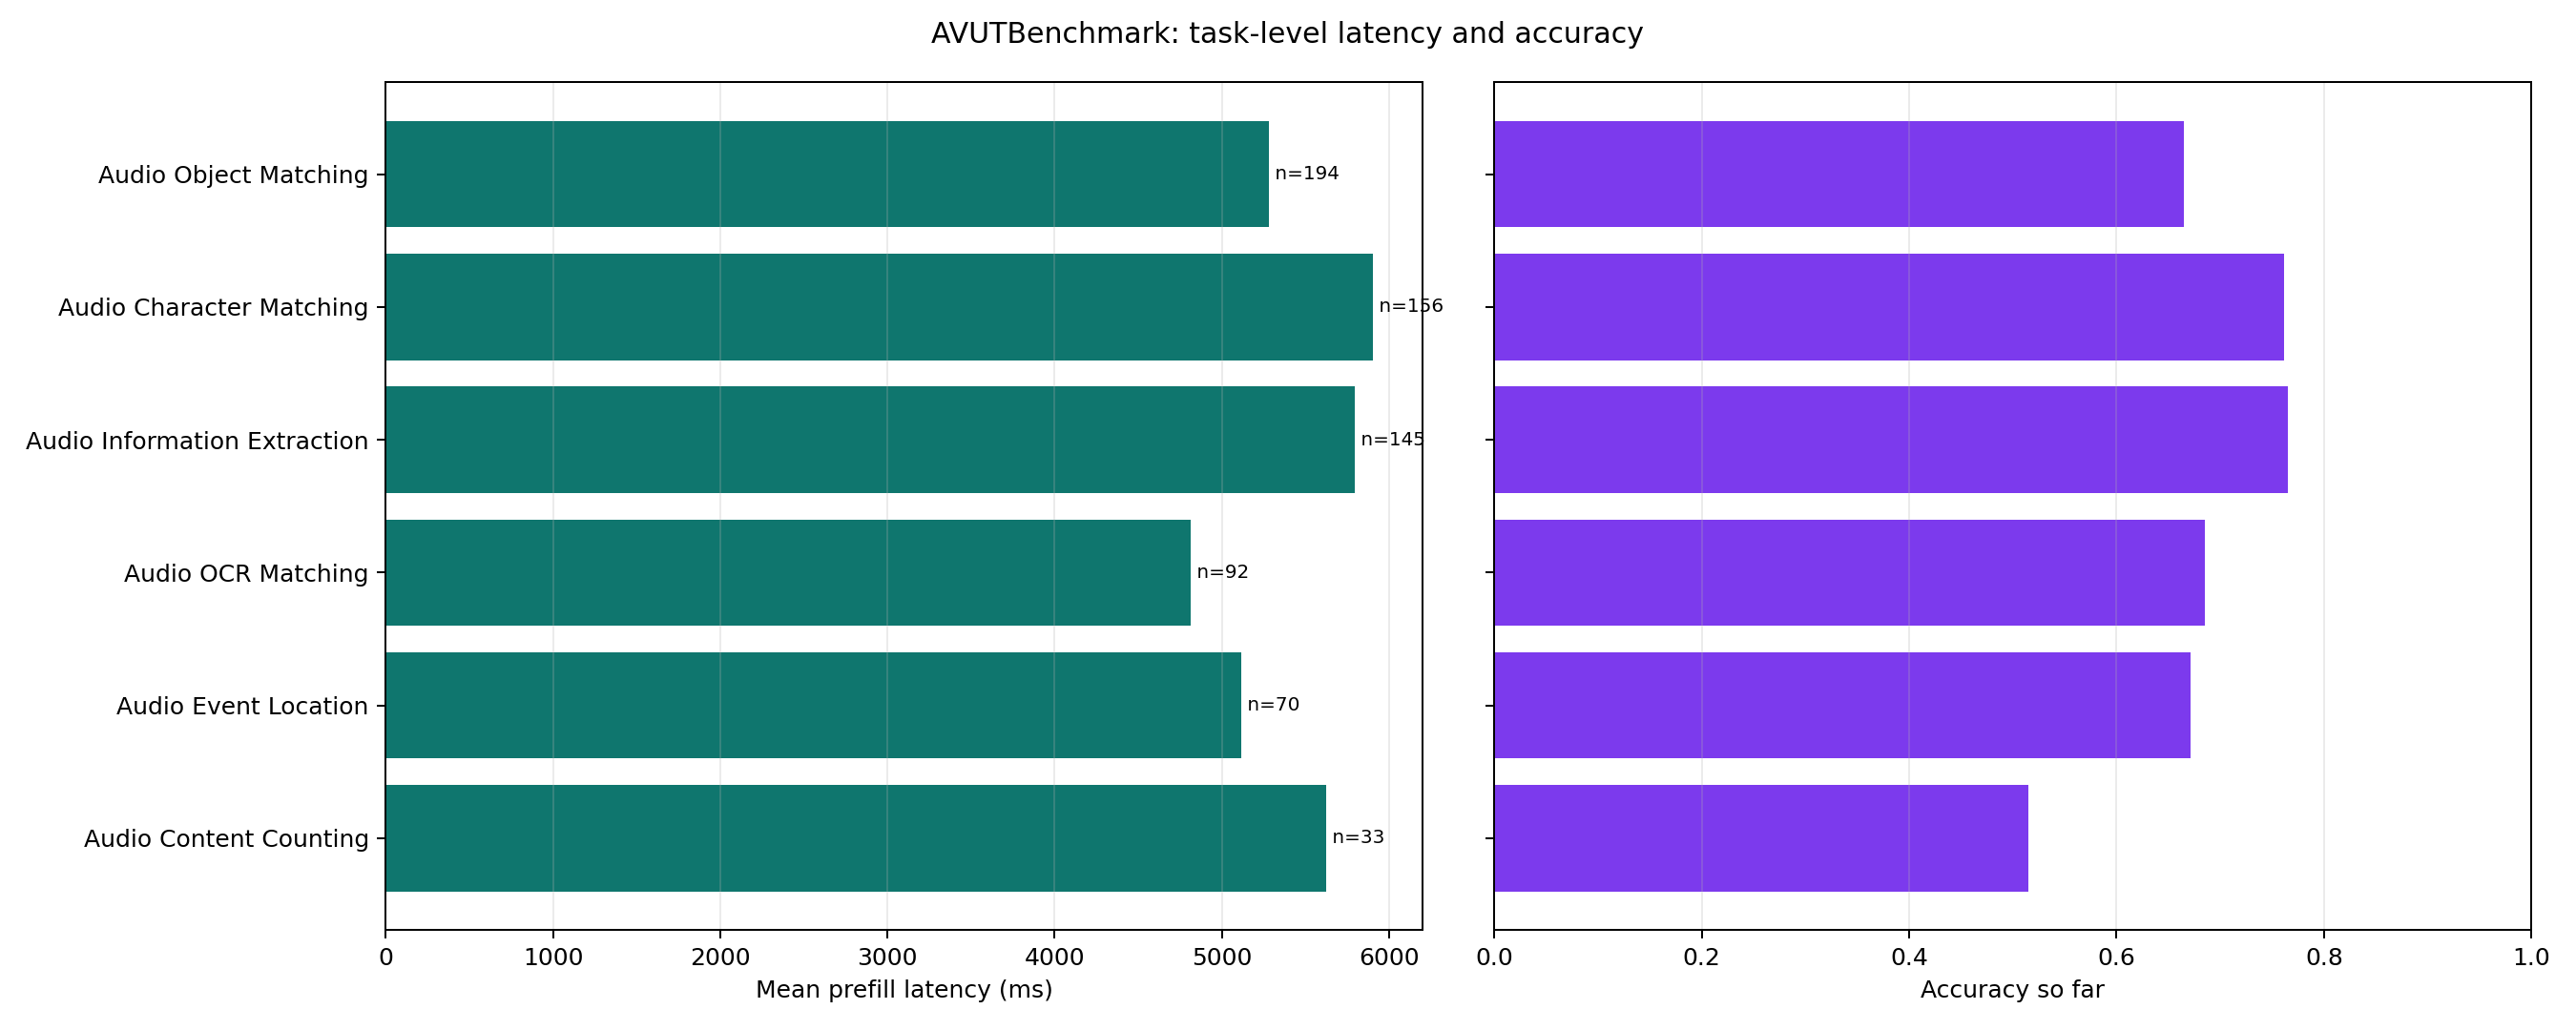 AVUTBenchmark: task-level latency and accuracy
Audio Object Matching
n=194
Audio Character Matching
n=156
Audio Information Extraction
n=145
Audio OCR Matching
n=92
Audio Event Location
n=70
Audio Content Counting
n=33
0 1000 2000 3000 4000 5000 6000
Mean prefill latency (ms)
0.0 0.2 0.4 0.6 0.8 1.0
Accuracy so far